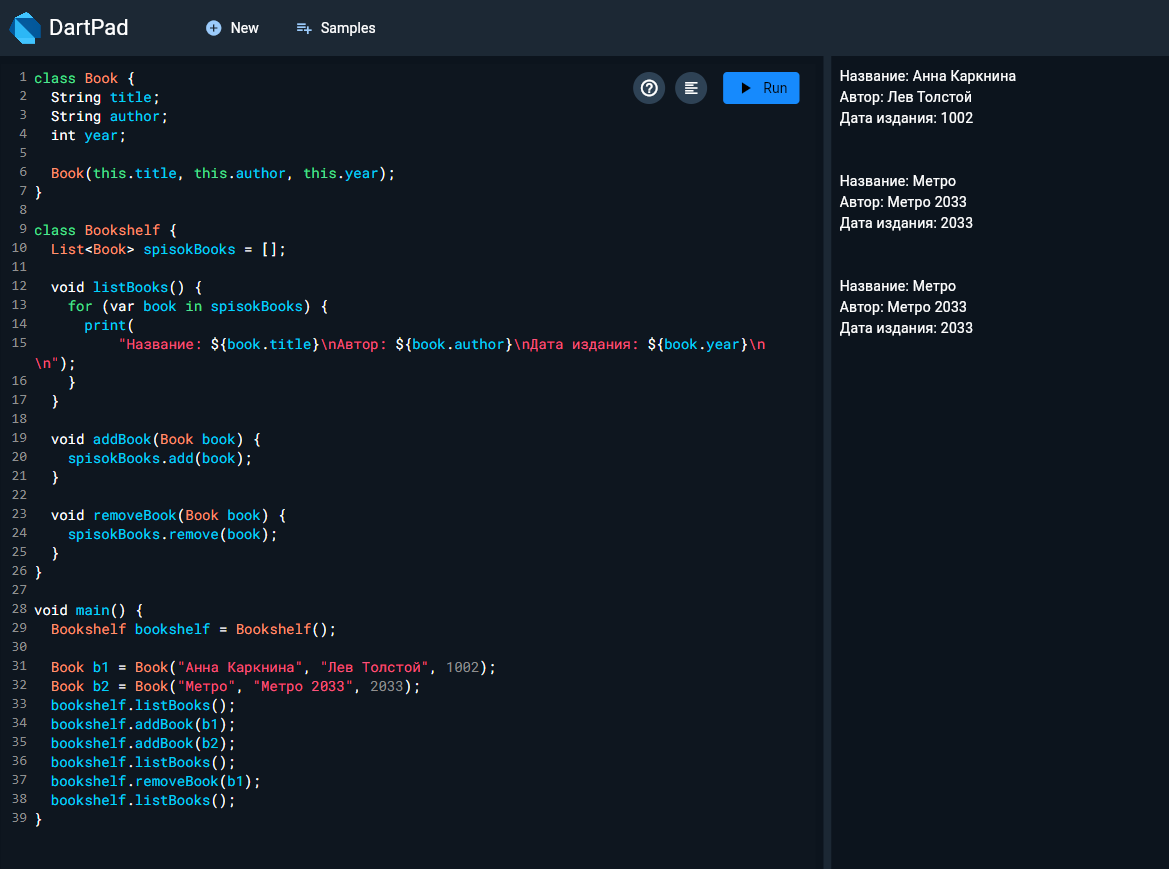 DartPad
New
Samples
Run
1 class Book {
2   String title;
3   String author;
4   int year;
5
6   Book(this.title, this.author, this.year);
7 }
8
9 class Bookshelf {
10   List<Book> spisokBooks = [];
11
12   void listBooks() {
13     for (var book in spisokBooks) {
14       print(
15           "Название: ${book.title}\nАвтор: ${book.author}\nДата издания: ${book.year}\n
\n");
16     }
17   }
18
19   void addBook(Book book) {
20     spisokBooks.add(book);
21   }
22
23   void removeBook(Book book) {
24     spisokBooks.remove(book);
25   }
26 }
27
28 void main() {
29   Bookshelf bookshelf = Bookshelf();
30
31   Book b1 = Book("Анна Каркнина", "Лев Толстой", 1002);
32   Book b2 = Book("Метро", "Метро 2033", 2033);
33   bookshelf.listBooks();
34   bookshelf.addBook(b1);
35   bookshelf.addBook(b2);
36   bookshelf.listBooks();
37   bookshelf.removeBook(b1);
38   bookshelf.listBooks();
39 }
Название: Анна Каркнина
Автор: Лев Толстой
Дата издания: 1002
Название: Метро
Автор: Метро 2033
Дата издания: 2033
Название: Метро
Автор: Метро 2033
Дата издания: 2033